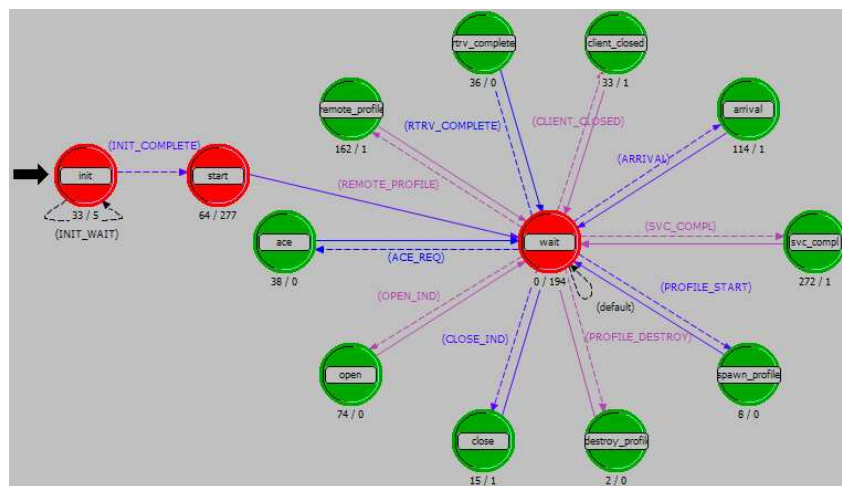 rtrv_complete
36 / 0
client_closed
33 / 1
remote_profile
162 / 1
arrival
114 / 1
(RTRV_COMPLETE)
(CLIENT_CLOSED)
(INIT_COMPLETE)
(ARRIVAL)
init
33 / 5
(INIT_WAIT)
start
64 / 277
(REMOTE_PROFILE)
ace
38 / 0
(ACE_REQ)
wait
0 / 194
(default)
(SVC_COMPL)
svc_compl
272 / 1
(OPEN_IND)
(PROFILE_START)
(CLOSE_IND)
(PROFILE_DESTROY)
open
74 / 0
spawn_profile
8 / 0
close
15 / 1
destroy_profil
2 / 0